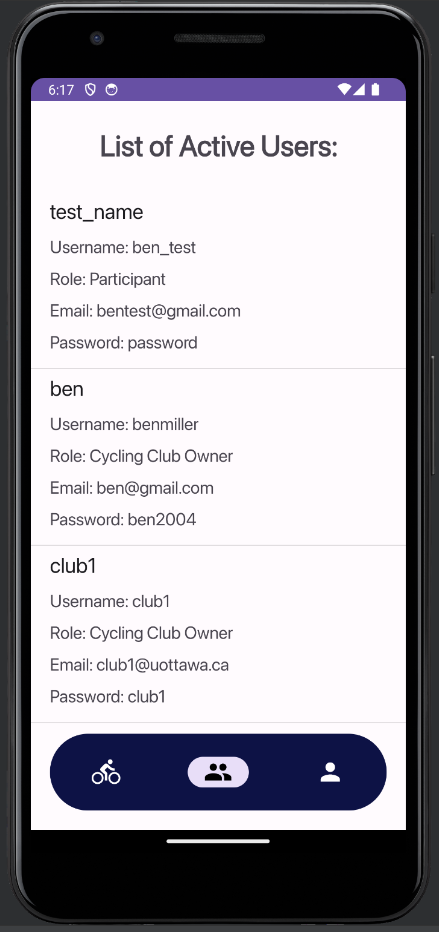 6:17
List of Active Users:
test_name
Username: ben_test
Role: Participant
Email: bentest@gmail.com
Password: password
ben
Username: benmiller
Role: Cycling Club Owner
Email: ben@gmail.com
Password: ben2004
club1
Username: club1
Role: Cycling Club Owner
Email: club1@uottawa.ca
Password: club1